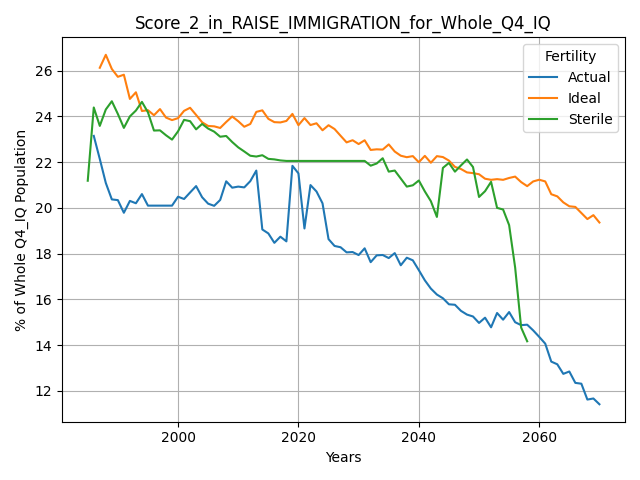 Score_2_in_RAISE_IMMIGRATION_for_Whole_Q4_IQ
Fertility
Actual
Ideal
Sterile
% of Whole Q4_IQ Population
26
24
22
20
18
16
14
12
2000
2020
2040
2060
Years